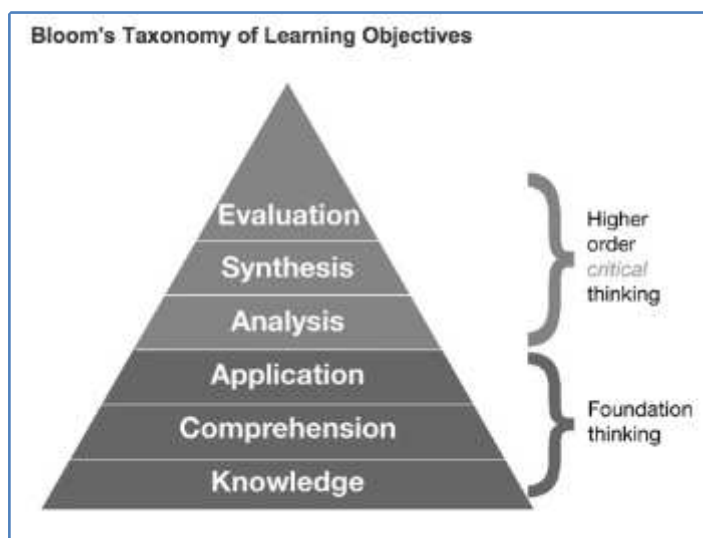 Bloom's Taxonomy of Learning Objectives
Evaluation
Synthesis
Analysis
Application
Comprehension
Knowledge
Higher
order
critical
thinking
Foundation
thinking